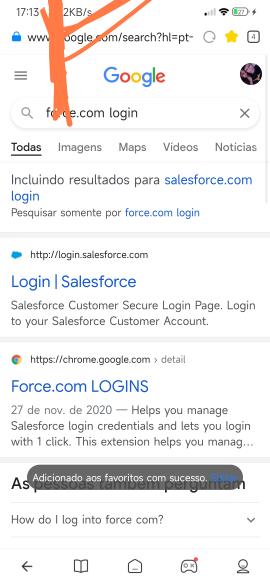 17:13
2KB/s
27
www.google.com/search?hl=pt-
4
Google
force.com login
Todas Imagens Maps Vídeos Notícias
Incluindo resultados para salesforce.com
login
Pesquisar somente por force.com login
http://login.salesforce.com
Login | Salesforce
Salesforce Customer Secure Login Page. Login
to your Salesforce Customer Account.
https://chrome.google.com › detail
Force.com LOGINS
27 de nov. de 2020 — Helps you manage
Salesforce login credentials and lets you login
with 1 click. This extension helps you manag...
Adicionado aos favoritos com sucesso.
As pessoas também perguntam
How do I log into force com?